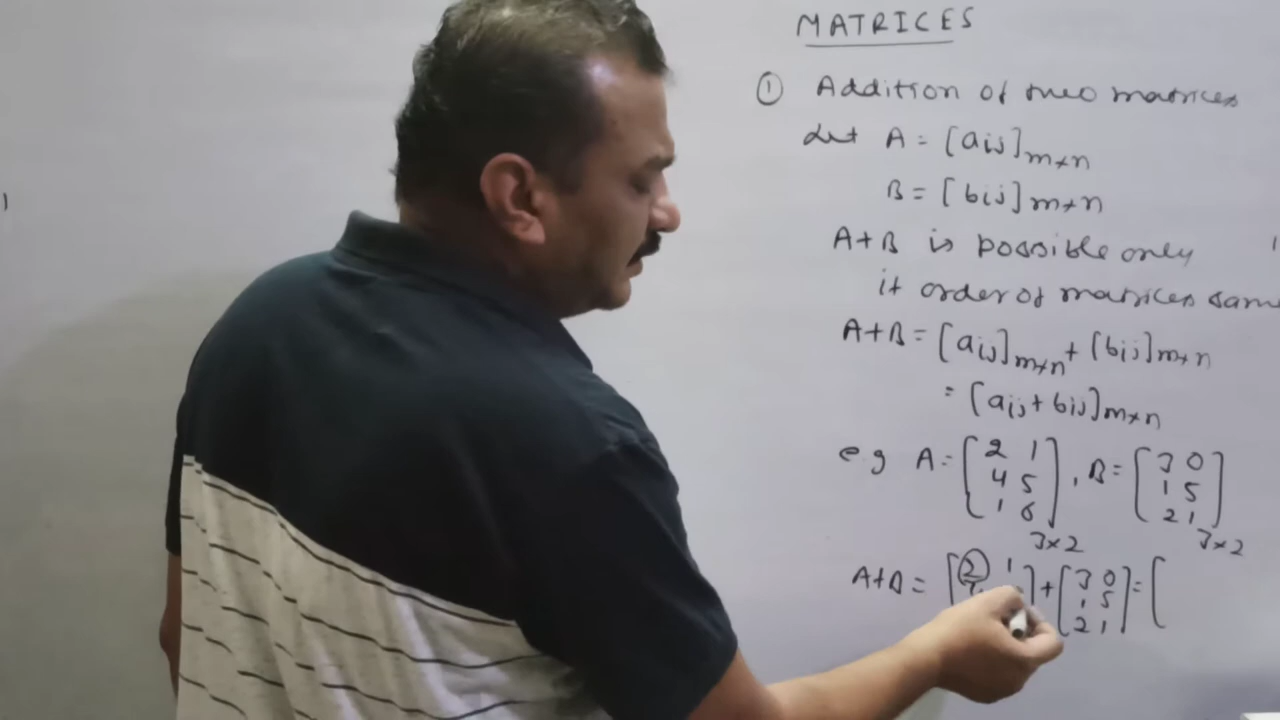 MATRICES
① Addition of two matrices
Let A = [aij]m×n
B = [bij]m×n
A+B is possible only
if order of matrices same
A+B = [aij]m×n + [bij]m×n
= [aij + bij]m×n
e.g A = [2 1
4 5
1 6]3×2 , B = [3 0
1 5
2 1]3×2
A+B = [2 1
] + [3 0
1 5
2 1] = [